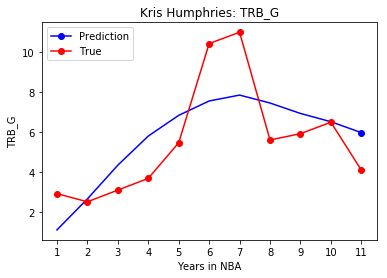 Kris Humphries: TRB_G
Prediction
True
TRB_G
10
8
6
4
2
1 2 3 4 5 6 7 8 9 10 11
Years in NBA